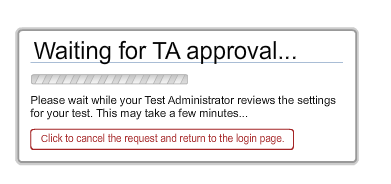 Waiting for TA approval...
Please wait while your Test Administrator reviews the settings
for your test. This may take a few minutes...
Click to cancel the request and return to the login page.